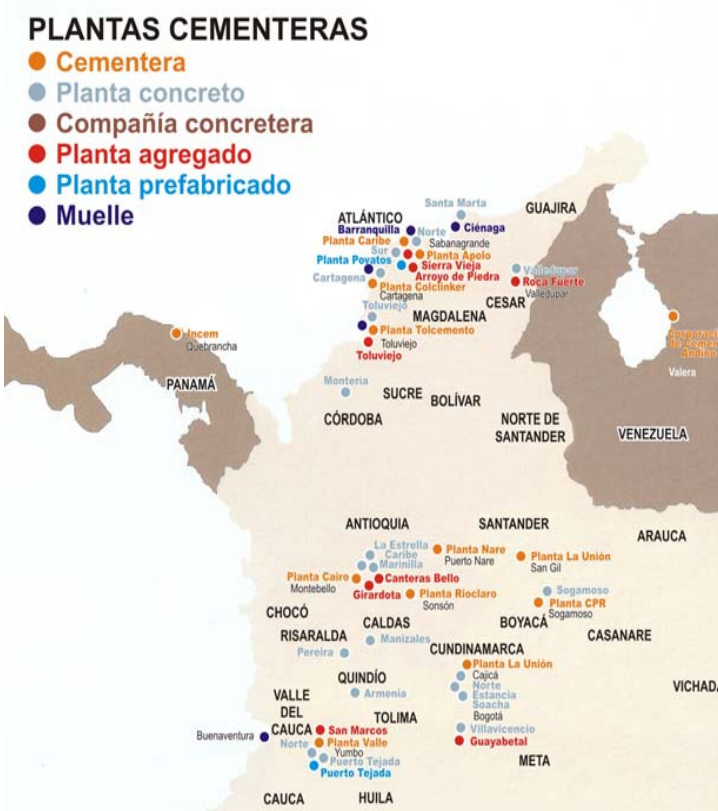 PLANTAS CEMENTERAS
Cementera
Planta concreto
Compañía concretera
Planta agregado
Planta prefabricado
Muelle
Santa Marta
GUAJIRA
ATLÁNTICO
Barranquilla
Norte
Ciénaga
Planta Caribe
Sabanagrande
Sur
Planta Apolo
Planta Povatos
Sierra Vieja
Arroyo de Piedra
Valledupar
Cartagena
Planta Colclinker
Cartagena
Roca Fuerte
Valledupar
CESAR
Toluviejo
MAGDALENA
Planta Tolcemento
Toluviejo
Toluviejo
Incem
Quebrancha
Valera
PANAMÁ
Montería
SUCRE
BOLÍVAR
CÓRDOBA
NORTE DE
SANTANDER
VENEZUELA
ANTIOQUIA
SANTANDER
ARAUCA
La Estrella
Caribe
Marinilla
Planta Nare
Puerto Nare
Planta La Unión
San Gil
Planta Cairo
Montebello
Canteras Bello
Girardota
Planta Rioclaro
Sonsón
Sogamoso
Planta CPR
Sogamoso
CHOCÓ
CALDAS
BOYACÁ
RISARALDA
Manizales
CASANARE
Pereira
CUNDINAMARCA
Planta La Unión
Cajicá
QUINDÍO
Norte
Estancia
Soacha
Bogotá
VICHADA
Armenia
VALLE
DEL
CAUCA
TOLIMA
Buenaventura
San Marcos
Planta Valle
Yumbo
Norte
Puerto Tejada
Puerto Tejada
Villavicencio
Guayabetal
META
CAUCA
HUILA